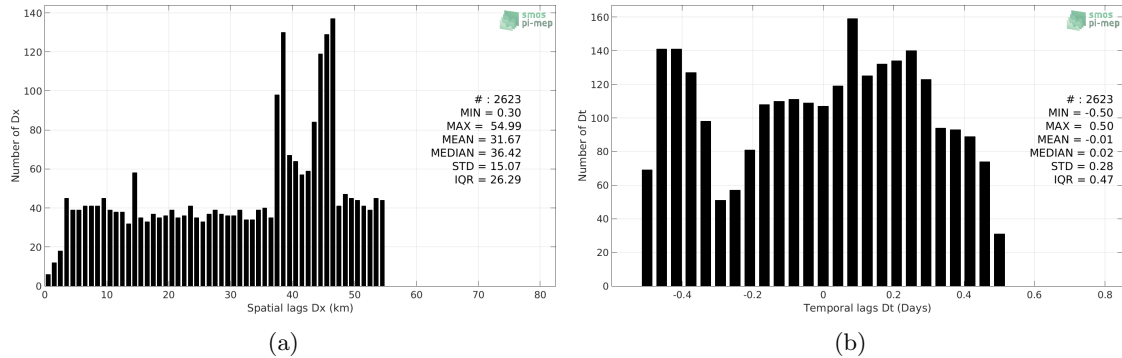 140
120
100
80
60
40
20
0
Number of Dx
0 10 20 30 40 50 60 70 80
Spatial lags Dx (km)
smos
pi-mep
# : 2623
MIN = 0.30
MAX = 54.99
MEAN = 31.67
MEDIAN = 36.42
STD = 15.07
IQR = 26.29
(a)
160
140
120
100
80
60
40
20
0
Number of Dt
-0.4 -0.2 0 0.2 0.4 0.6 0.8
Temporal lags Dt (Days)
smos
pi-mep
# : 2623
MIN = -0.50
MAX = 0.50
MEAN = -0.01
MEDIAN = 0.02
STD = 0.28
IQR = 0.47
(b)